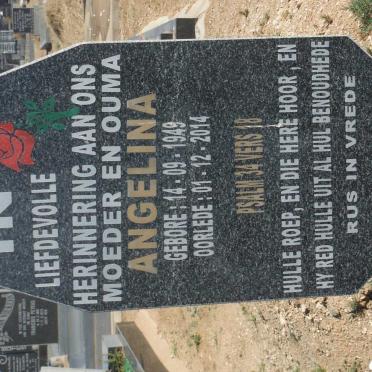 IN
LIEFDEVOLLE
HERINNERING AAN ONS
MOEDER EN OUMA
ANGELINA
GEBORE: 14 - 09 - 1949
OORLEDE: 01 - 12 - 2014
PSALM 34 VERS 18
HULLE ROEP, EN DIE HERE HOOR, EN
HY RED HULLE UIT AL HUL BENOUDHEDE
RUS IN VREDE